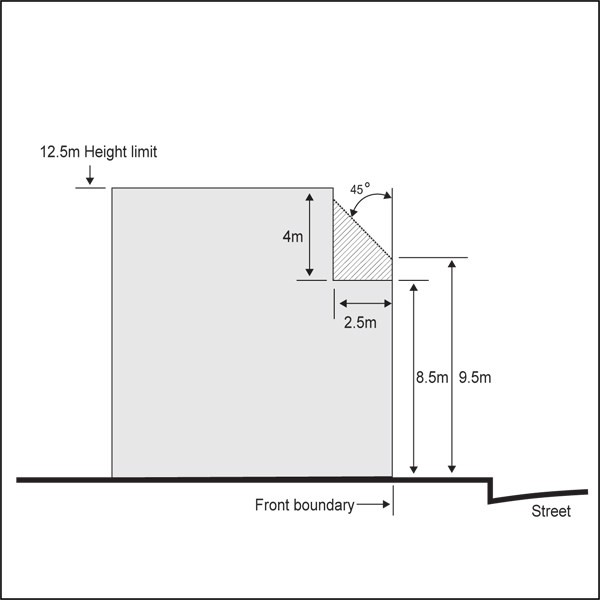 12.5m Height limit
45°
4m
2.5m
8.5m
9.5m
Front boundary
Street